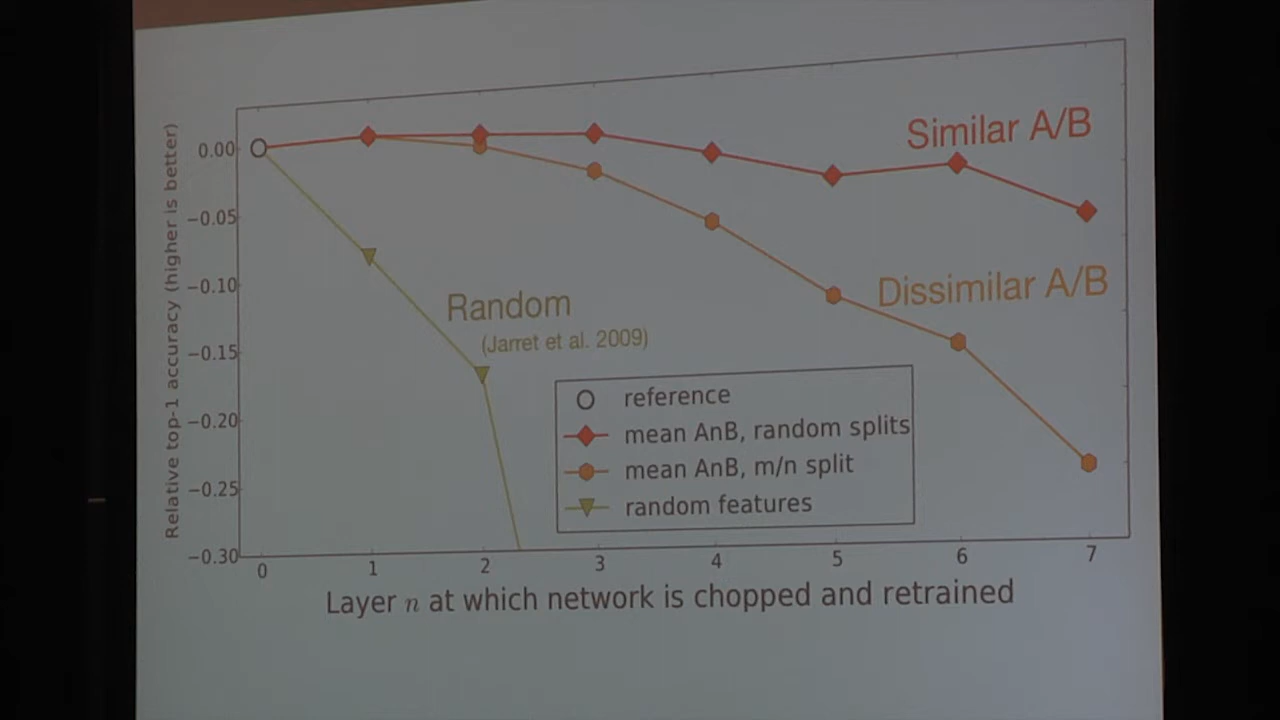 Relative top-1 accuracy (higher is better)
0.00
−0.05
−0.10
−0.15
−0.20
−0.25
−0.30
Similar A/B
Dissimilar A/B
Random
(Jarret et al. 2009)
reference
mean AnB, random splits
mean AnB, m/n split
random features
0 1 2 3 4 5 6 7
Layer n at which network is chopped and retrained